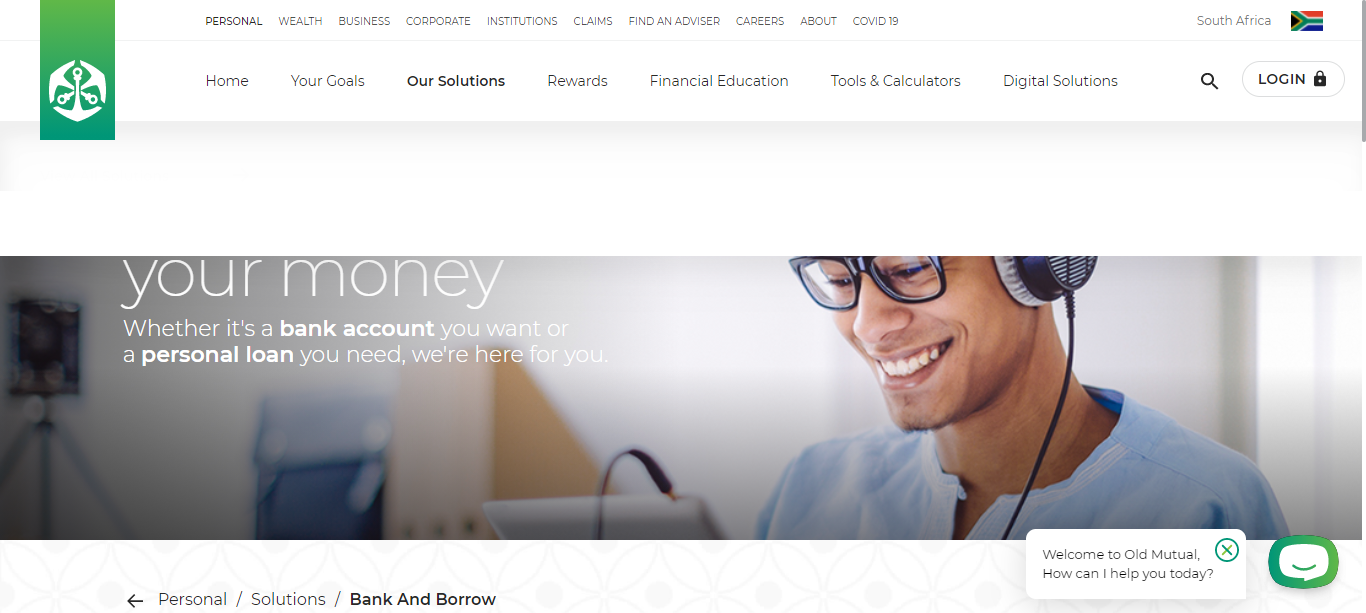 PERSONAL WEALTH BUSINESS CORPORATE INSTITUTIONS CLAIMS FIND AN ADVISER CAREERS ABOUT COVID 19 South Africa
Home Your Goals Our Solutions Rewards Financial Education Tools & Calculators Digital Solutions LOGIN
your money
Whether it's a bank account you want or
a personal loan you need, we're here for you.
Welcome to Old Mutual,
How can I help you today?
Personal / Solutions / Bank And Borrow